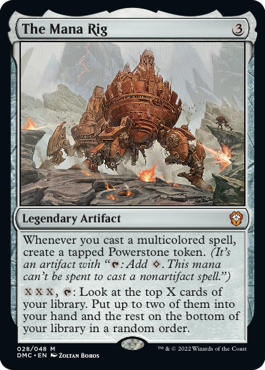 The Mana Rig 3
Legendary Artifact
Whenever you cast a multicolored spell,
create a tapped Powerstone token. (It's
an artifact with “: Add . This mana
can't be spent to cast a nonartifact spell.”)
X X X , : Look at the top X cards of
your library. Put up to two of them into
your hand and the rest on the bottom of
your library in a random order.
028/048 M
DMC • EN ZOLTAN BOROS
™ & © 2022 Wizards of the Coast